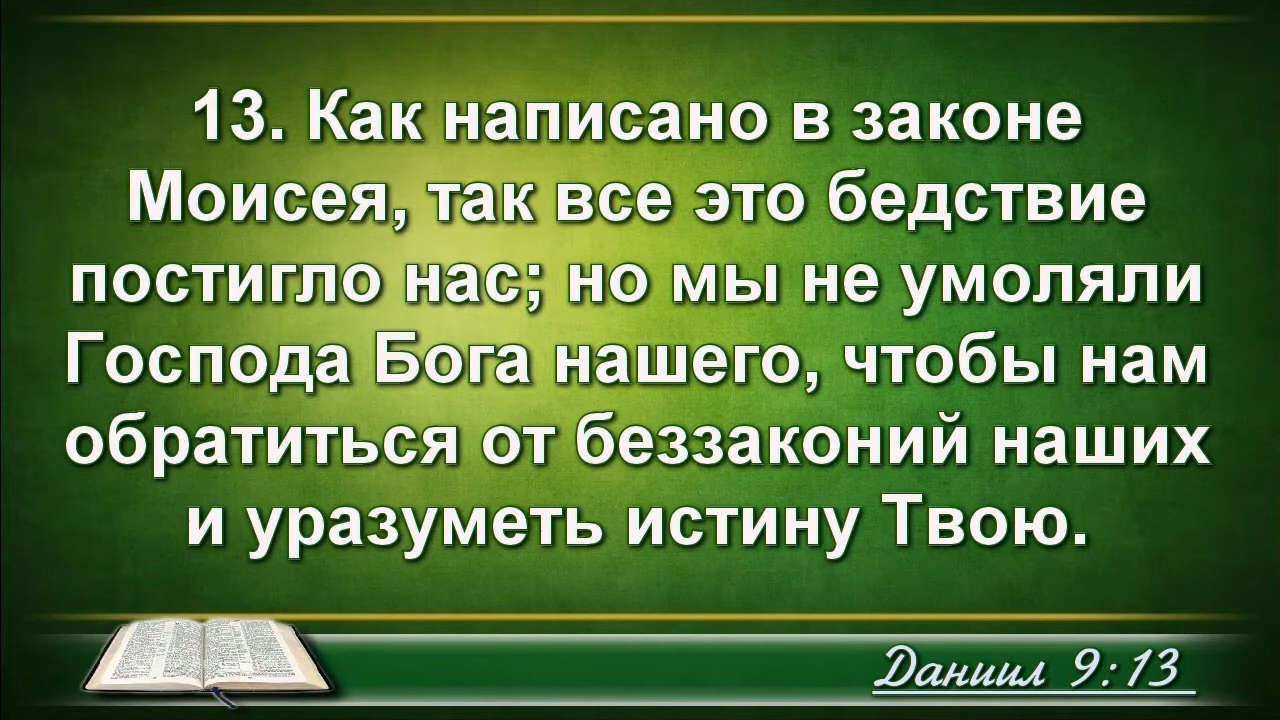 13. Как написано в законе
Моисея, так все это бедствие
постигло нас; но мы не умоляли
Господа Бога нашего, чтобы нам
обратиться от беззаконий наших
и уразуметь истину Твою.
Даниил 9:13